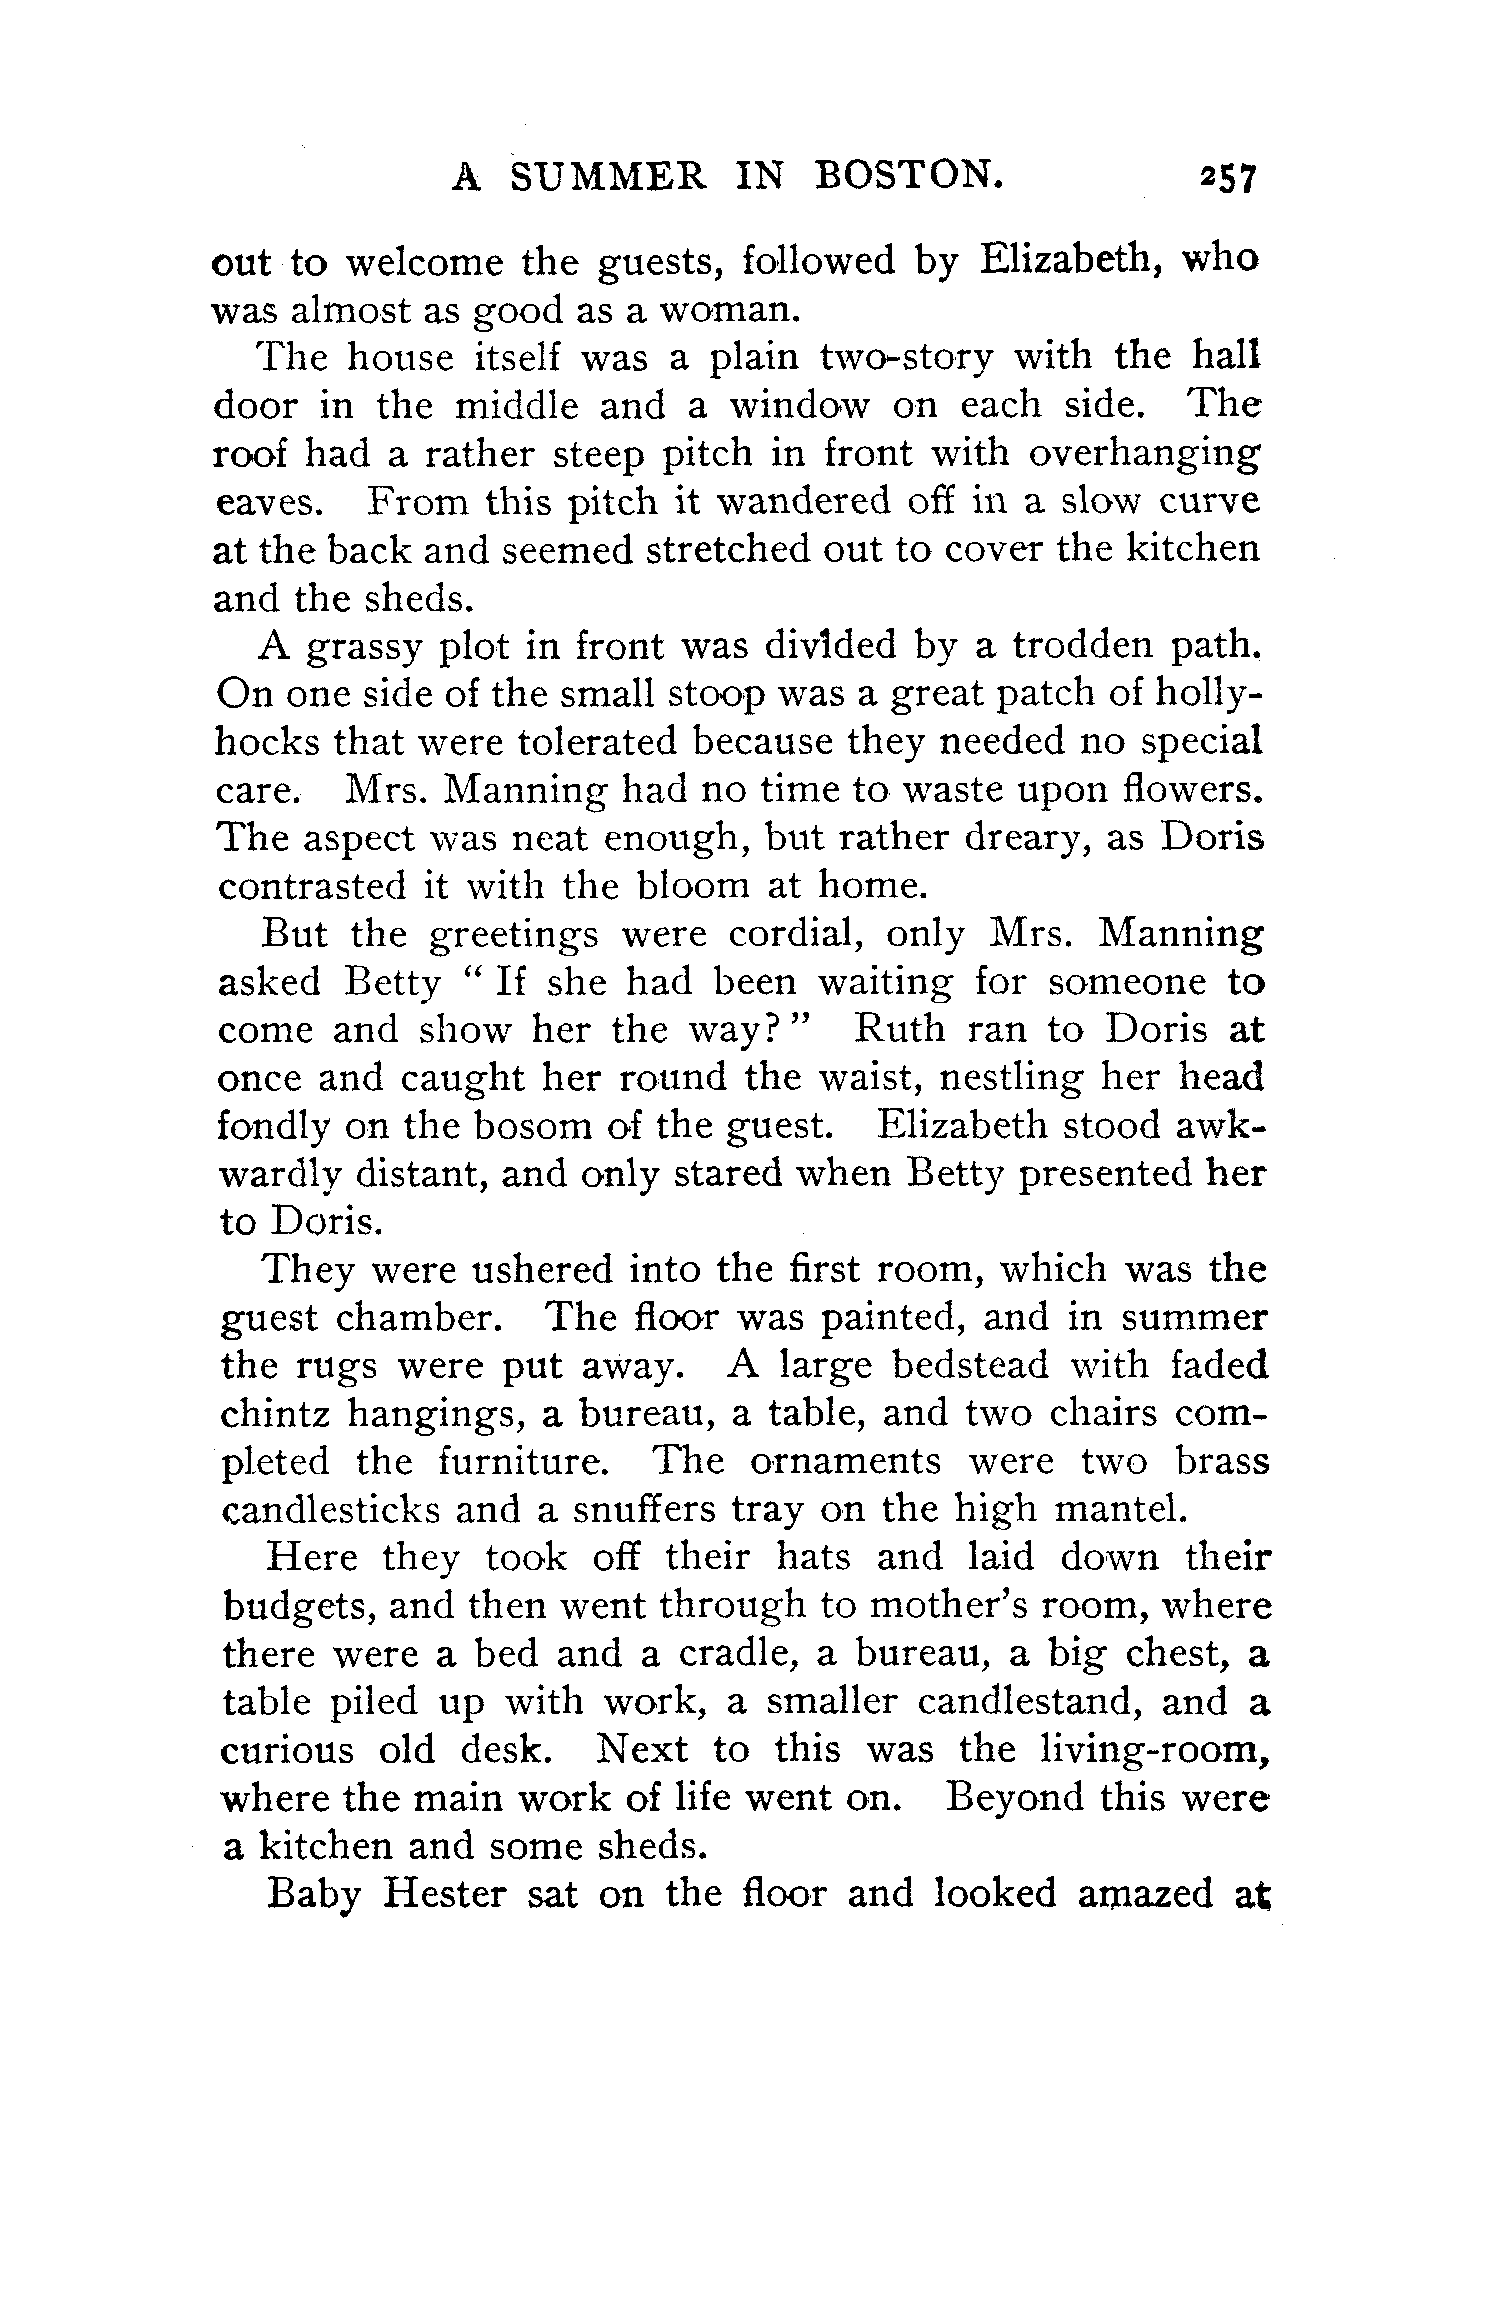 A SUMMER IN BOSTON. 257
out to welcome the guests, followed by Elizabeth, who
was almost as good as a woman.
The house itself was a plain two-story with the hall
door in the middle and a window on each side. The
roof had a rather steep pitch in front with overhanging
eaves. From this pitch it wandered off in a slow curve
at the back and seemed stretched out to cover the kitchen
and the sheds.
A grassy plot in front was divided by a trodden path.
On one side of the small stoop was a great patch of holly-
hocks that were tolerated because they needed no special
care. Mrs. Manning had no time to waste upon flowers.
The aspect was neat enough, but rather dreary, as Doris
contrasted it with the bloom at home.
But the greetings were cordial, only Mrs. Manning
asked Betty “ If she had been waiting for someone to
come and show her the way? ” Ruth ran to Doris at
once and caught her round the waist, nestling her head
fondly on the bosom of the guest. Elizabeth stood awk-
wardly distant, and only stared when Betty presented her
to Doris.
They were ushered into the first room, which was the
guest chamber. The floor was painted, and in summer
the rugs were put away. A large bedstead with faded
chintz hangings, a bureau, a table, and two chairs com-
pleted the furniture. The ornaments were two brass
candlesticks and a snuffers tray on the high mantel.
Here they took off their hats and laid down their
budgets, and then went through to mother’s room, where
there were a bed and a cradle, a bureau, a big chest, a
table piled up with work, a smaller candlestand, and a
curious old desk. Next to this was the living-room,
where the main work of life went on. Beyond this were
a kitchen and some sheds.
Baby Hester sat on the floor and looked amazed at